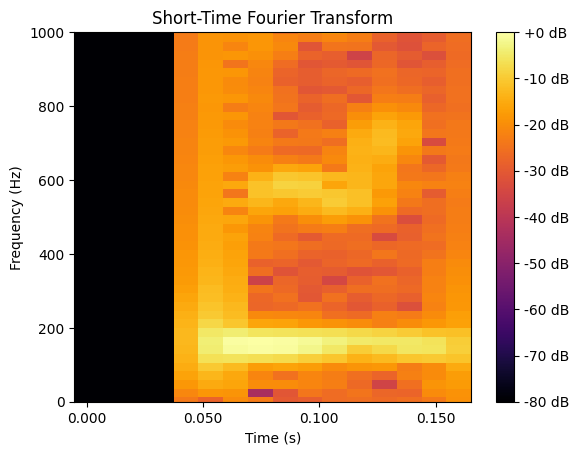 Short-Time Fourier Transform
1000
800
600
400
200
0
Frequency (Hz)
0.000
0.050
0.100
0.150
Time (s)
+0 dB
-10 dB
-20 dB
-30 dB
-40 dB
-50 dB
-60 dB
-70 dB
-80 dB